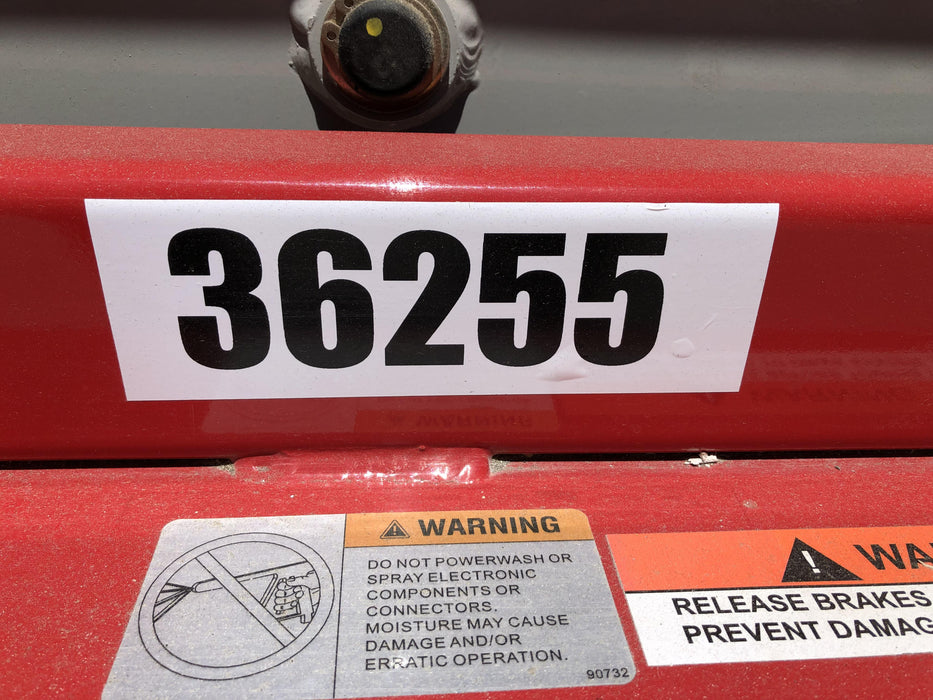 36255
WARNING
DO NOT POWERWASH OR
SPRAY ELECTRONIC
COMPONENTS OR
CONNECTORS.
MOISTURE MAY CAUSE
DAMAGE AND/OR
ERRATIC OPERATION.
90732
WA
RELEASE BRAKES
PREVENT DAMAG